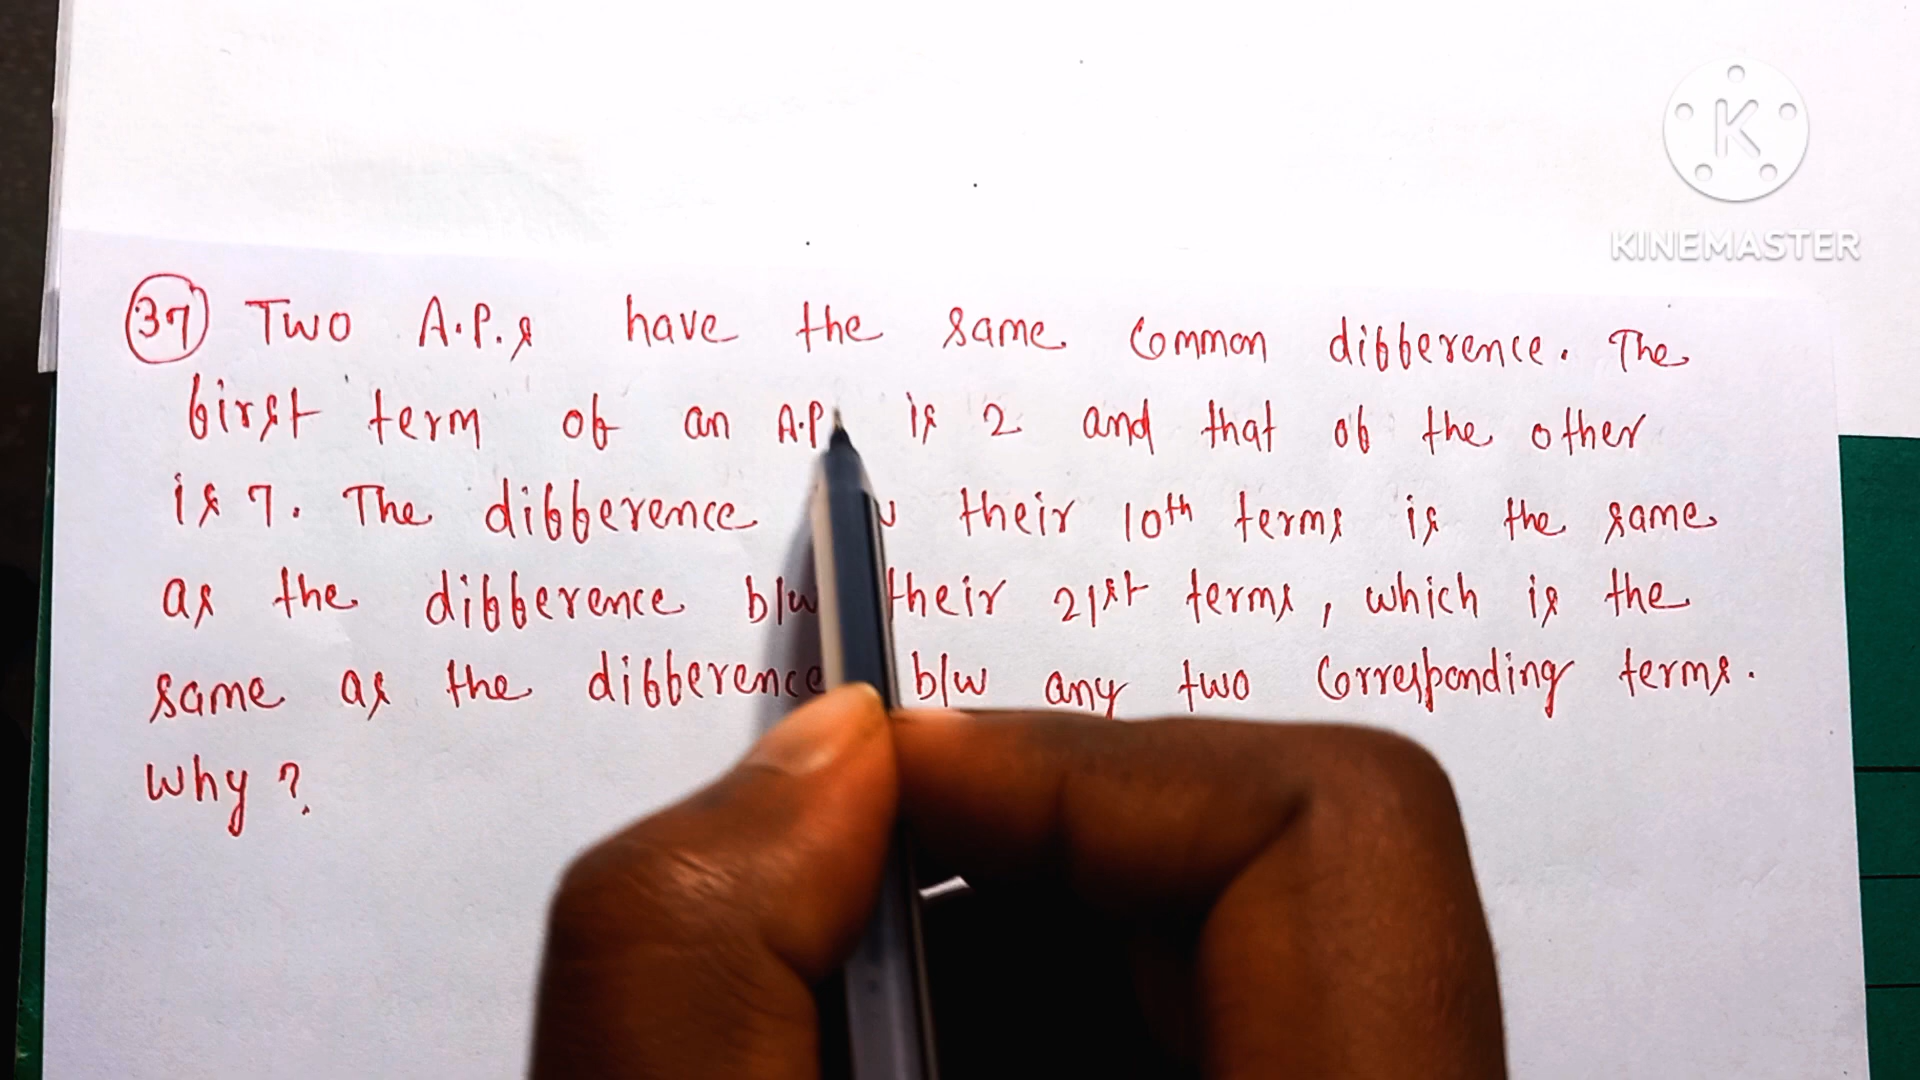 KINEMASTER
37 Two A.P.s have the same common difference. The
first term of an A.P is 2 and that of the other
is 7. The difference their 10th terms is the same
as the difference b/w their 21st terms, which is the
same as the difference b/w any two corresponding terms.
Why?